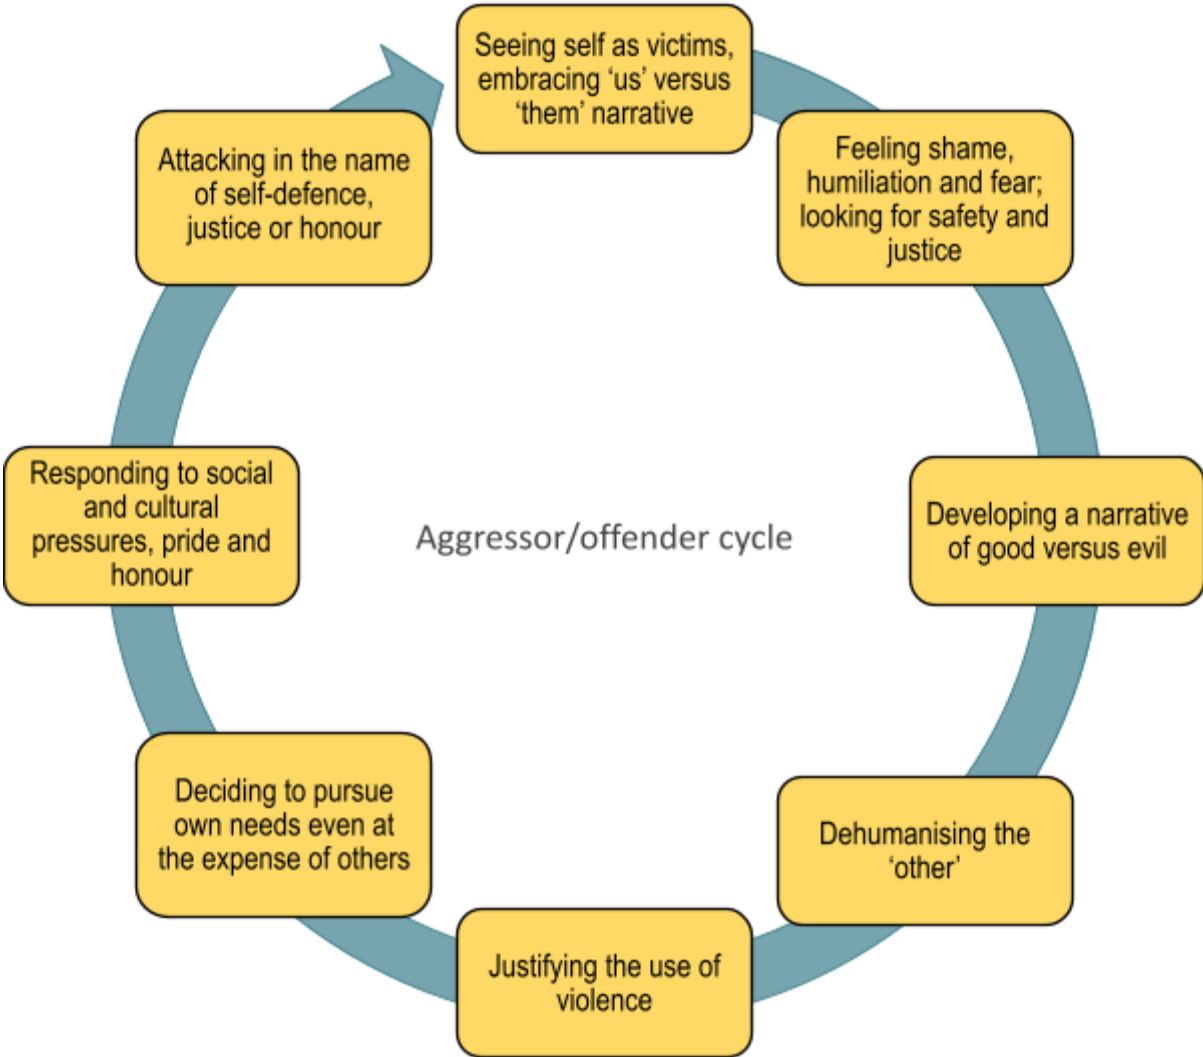 Seeing self as victims,
embracing ‘us’ versus
‘them’ narrative
Feeling shame,
humiliation and fear;
looking for safety and
justice
Developing a narrative
of good versus evil
Dehumanising the
‘other’
Justifying the use of
violence
Deciding to pursue
own needs even at
the expense of others
Responding to social
and cultural
pressures, pride and
honour
Attacking in the name
of self-defence,
justice or honour
Aggressor/offender cycle